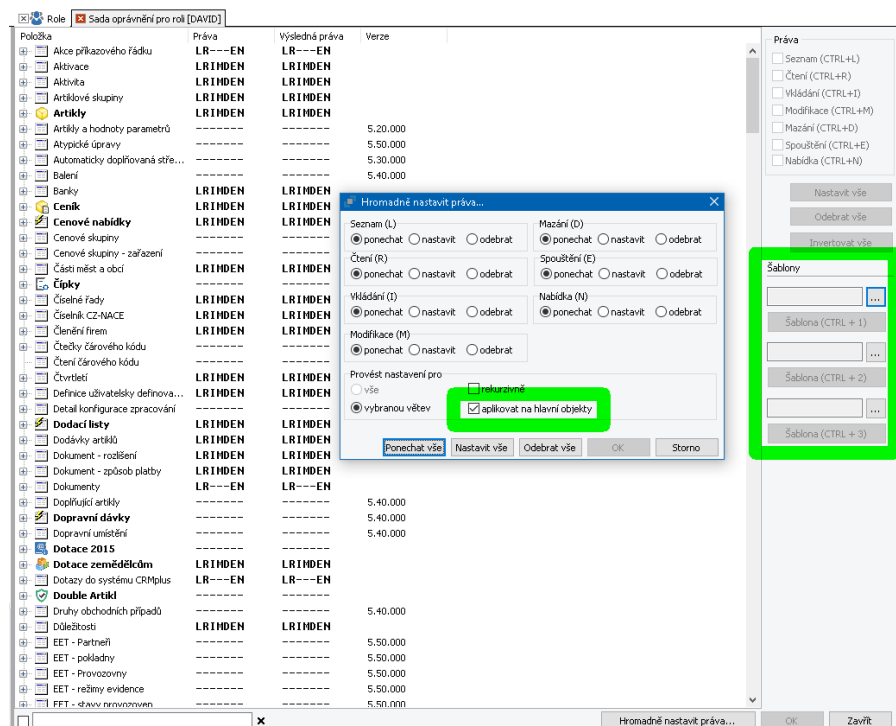 Role Sada oprávnění pro roli [DAVID]
Položka Práva Výsledná práva Verze
Akce příkazového řádku LR---EN LR---EN
Aktivace LRIMDEN LRIMDEN
Aktivita LRIMDEN LRIMDEN
Artiklové skupiny LRIMDEN LRIMDEN
Artikly LRIMDEN LRIMDEN
Artikly a hodnoty parametrů ------- ------- 5.20.000
Atypické úpravy ------- ------- 5.50.000
Automaticky doplňovaná stře... ------- ------- 5.30.000
Balení ------- ------- 5.40.000
Banky LRIMDEN LRIMDEN
Ceník LRIMDEN LRIMDEN
Cenové nabídky LRIMDEN LRIMDEN
Cenové skupiny ------- -------
Cenové skupiny - zařazení ------- -------
Části měst a obcí LRIMDEN LRIMDEN
Čípky ------- -------
Číselné řady LRIMDEN LRIMDEN
Číselník CZ-NACE LRIMDEN LRIMDEN
Členění firem LRIMDEN LRIMDEN
Čtečky čárového kódu ------- -------
Čtení čárového kódu ------- -------
Čtvrtletí LRIMDEN LRIMDEN
Definice uživatelsky definova... LRIMDEN LRIMDEN
Detail konfigurace zpracování ------- -------
Dodací listy LRIMDEN LRIMDEN
Dodávky artiklů LRIMDEN LRIMDEN
Dokument - rozlišení LRIMDEN LRIMDEN
Dokument - způsob platby LRIMDEN LRIMDEN
Dokumenty LR---EN LR---EN
Doplňující artikly ------- ------- 5.40.000
Dopravní dávky ------- ------- 5.40.000
Dopravní umístění ------- ------- 5.40.000
Dotace 2015 ------- -------
Dotace zemědělcům LRIMDEN LRIMDEN
Dotazy do systému CRMplus LR---EN LR---EN
Double Artikl ------- -------
Druhy obchodních případů ------- ------- 5.40.000
Důležitosti LRIMDEN LRIMDEN
EET - Partneři ------- ------- 5.50.000
EET - pokladny ------- ------- 5.50.000
EET - Provozovny ------- ------- 5.50.000
EET - režimy evidence ------- ------- 5.50.000
EET - stavy provozoven ------- ------- 5.50.000
Hromadně nastavit práva...
Seznam (L) Mazání (D)
ponechat nastavit odebrat ponechat nastavit odebrat
Čtení (R) Spouštění (E)
ponechat nastavit odebrat ponechat nastavit odebrat
Vkládání (I) Nabídka (N)
ponechat nastavit odebrat ponechat nastavit odebrat
Modifikace (M)
ponechat nastavit odebrat
Provést nastavení pro
vše rekurzivně
vybranou větev aplikovat na hlavní objekty
Ponechat vše Nastavit vše Odebrat vše OK Storno
Práva
Seznam (CTRL+L)
Čtení (CTRL+R)
Vkládání (CTRL+I)
Modifikace (CTRL+M)
Mazání (CTRL+D)
Spouštění (CTRL+E)
Nabídka (CTRL+N)
Nastavit vše
Odebrat vše
Invertovat vše
Šablony
...
Šablona (CTRL + 1)
...
Šablona (CTRL + 2)
...
Šablona (CTRL + 3)
Hromadně nastavit práva... OK Zavřít